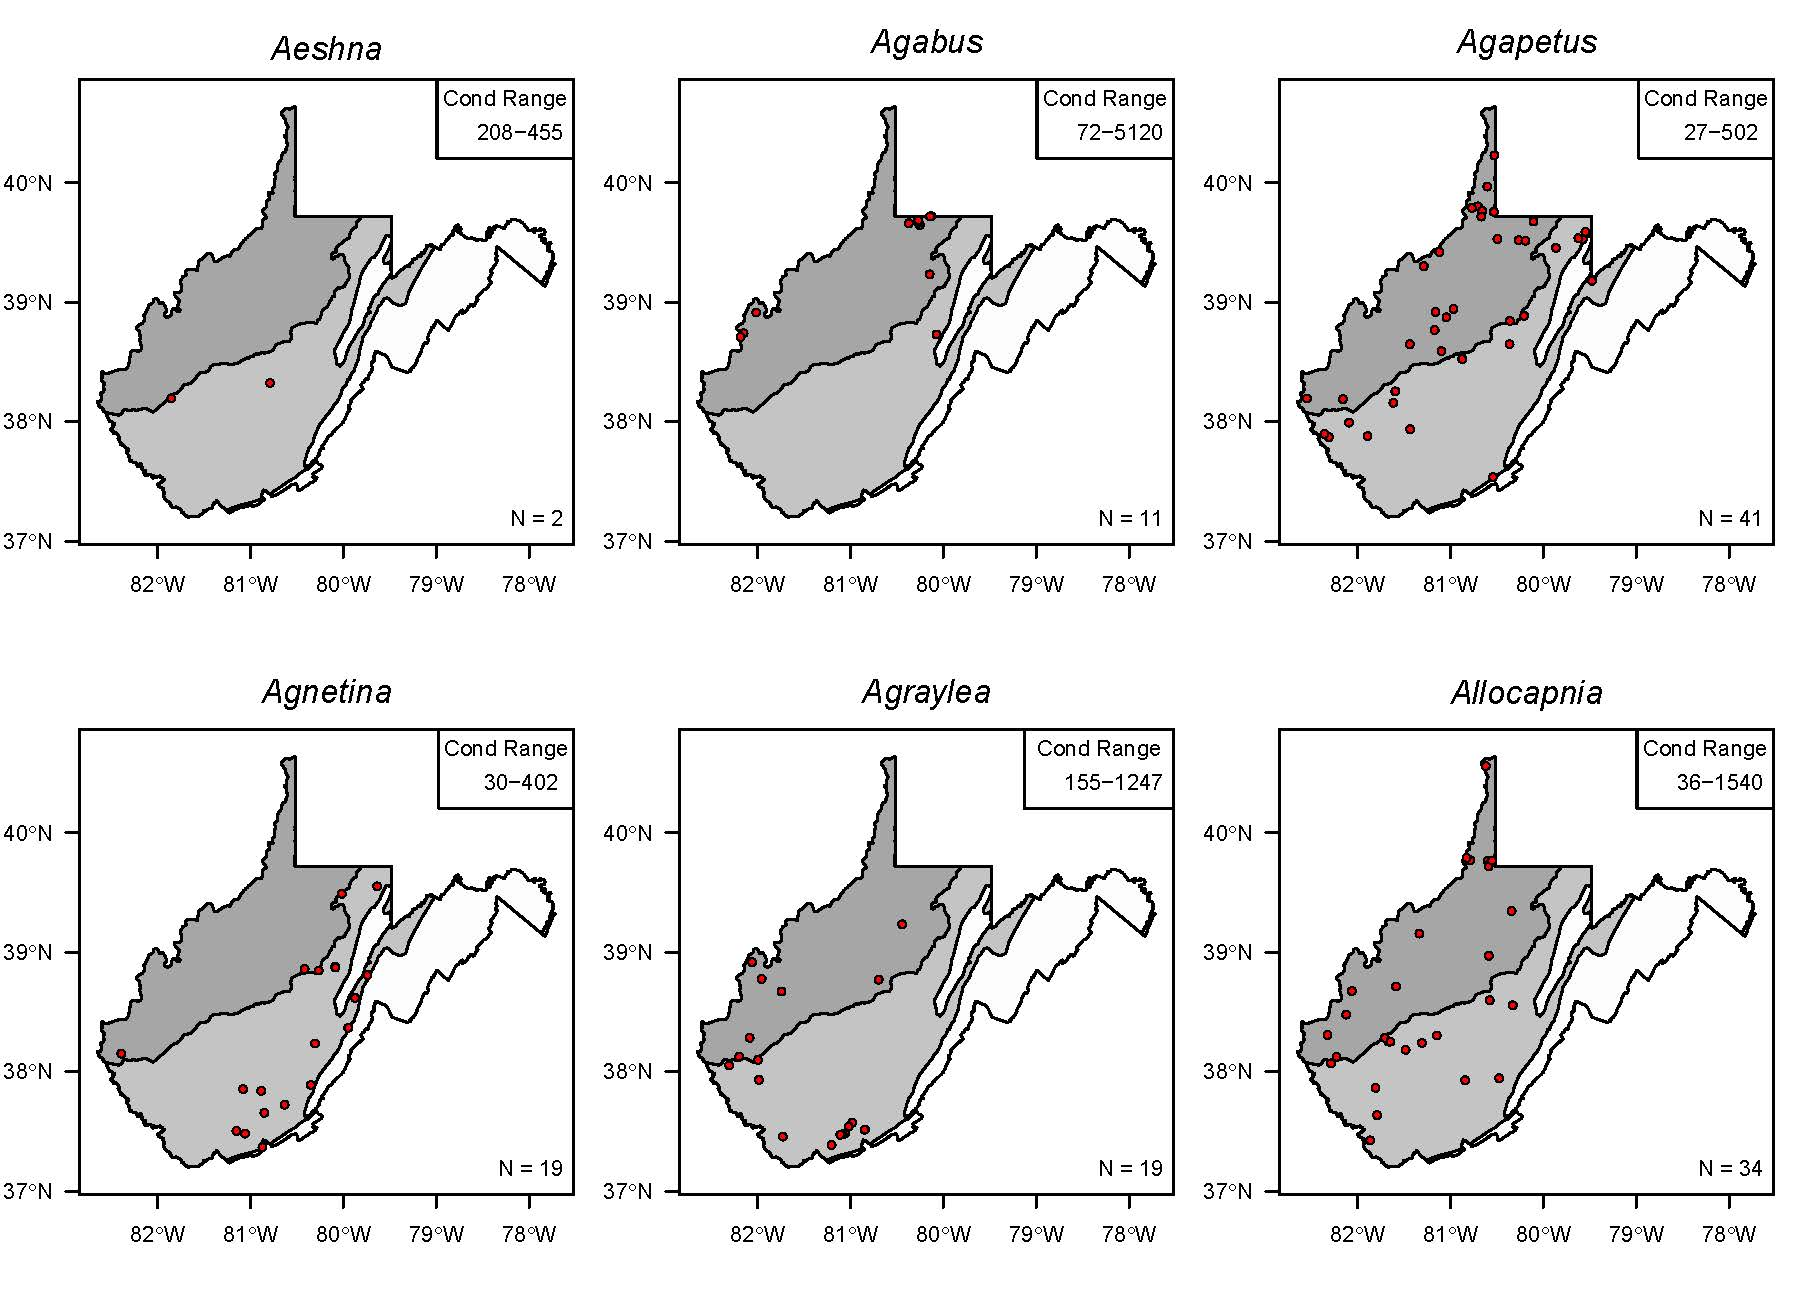 Aeshna
Cond Range
208−455
40°N
39°N
38°N
37°N
N = 2
82°W 81°W 80°W 79°W 78°W
Agabus
Cond Range
72−5120
40°N
39°N
38°N
37°N
N = 11
82°W 81°W 80°W 79°W 78°W
Agapetus
Cond Range
27−502
40°N
39°N
38°N
37°N
N = 41
82°W 81°W 80°W 79°W 78°W
Agnetina
Cond Range
30−402
40°N
39°N
38°N
37°N
N = 19
82°W 81°W 80°W 79°W 78°W
Agraylea
Cond Range
155−1247
40°N
39°N
38°N
37°N
N = 19
82°W 81°W 80°W 79°W 78°W
Allocapnia
Cond Range
36−1540
40°N
39°N
38°N
37°N
N = 34
82°W 81°W 80°W 79°W 78°W